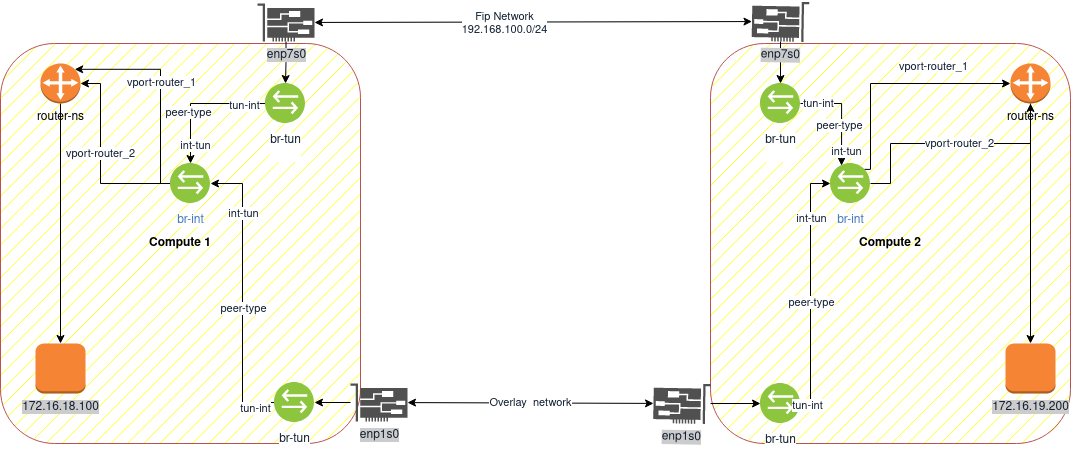 Fip Network
192.168.100.0/24
enp7s0
enp7s0
vport-router_1
router-ns
tun-int
peer-type
br-tun
int-tun
vport-router_2
br-int
int-tun
Compute 1
peer-type
172.16.18.100
tun-int
br-tun
enp1s0
Overlay network
vport-router_1
router-ns
tun-int
peer-type
br-tun
int-tun
vport-router_2
br-int
int-tun
Compute 2
peer-type
172.16.19.200
tun-int
br-tun
enp1s0